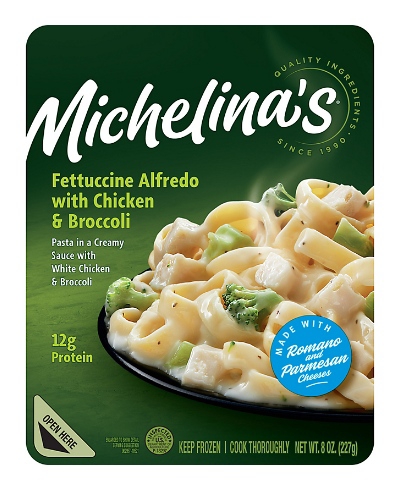 QUALITY INGREDIENTS
SINCE 1990
Michelina's®
Fettuccine Alfredo
with Chicken
& Broccoli
Pasta in a Creamy
Sauce with
White Chicken
& Broccoli
12g
Protein
MADE WITH
Romano
and
Parmesan
Cheeses
OPEN HERE
KEEP FROZEN | COOK THOROUGHLY NET WT. 8 OZ. (227g)